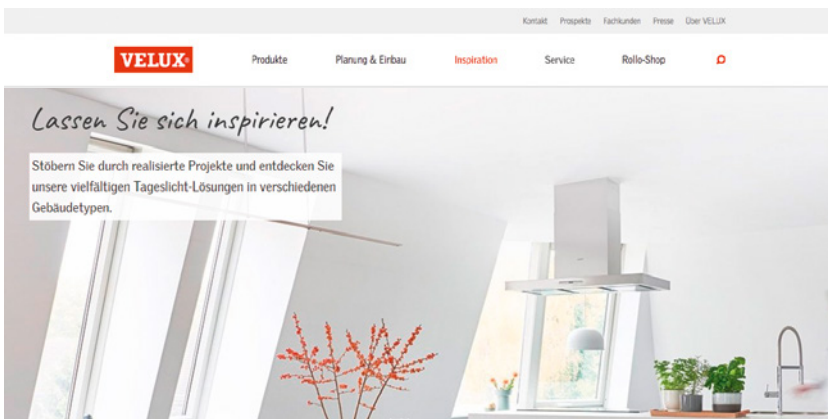 Kontakt Prospekte Fachkunden Presse Über VELUX
VELUX®
Produkte Planung & Einbau Inspiration Service Rollo-Shop
Lassen Sie sich inspirieren!
Stöbern Sie durch realisierte Projekte und entdecken Sie
unsere vielfältigen Tageslicht-Lösungen in verschiedenen
Gebäudetypen.